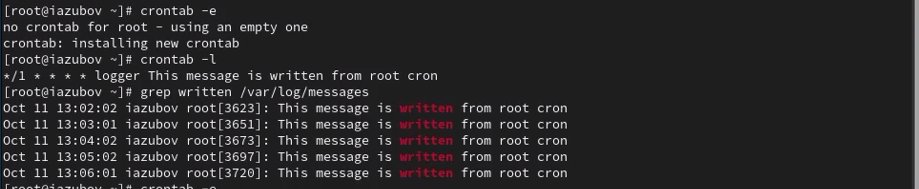 [root@iazubov ~]# crontab -e
no crontab for root - using an empty one
crontab: installing new crontab
[root@iazubov ~]# crontab -l
*/1 * * * * logger This message is written from root cron
[root@iazubov ~]# grep written /var/log/messages
Oct 11 13:02:02 iazubov root[3623]: This message is written from root cron
Oct 11 13:03:01 iazubov root[3651]: This message is written from root cron
Oct 11 13:04:02 iazubov root[3673]: This message is written from root cron
Oct 11 13:05:02 iazubov root[3697]: This message is written from root cron
Oct 11 13:06:01 iazubov root[3720]: This message is written from root cron
[root@iazubov ~]# crontab -e